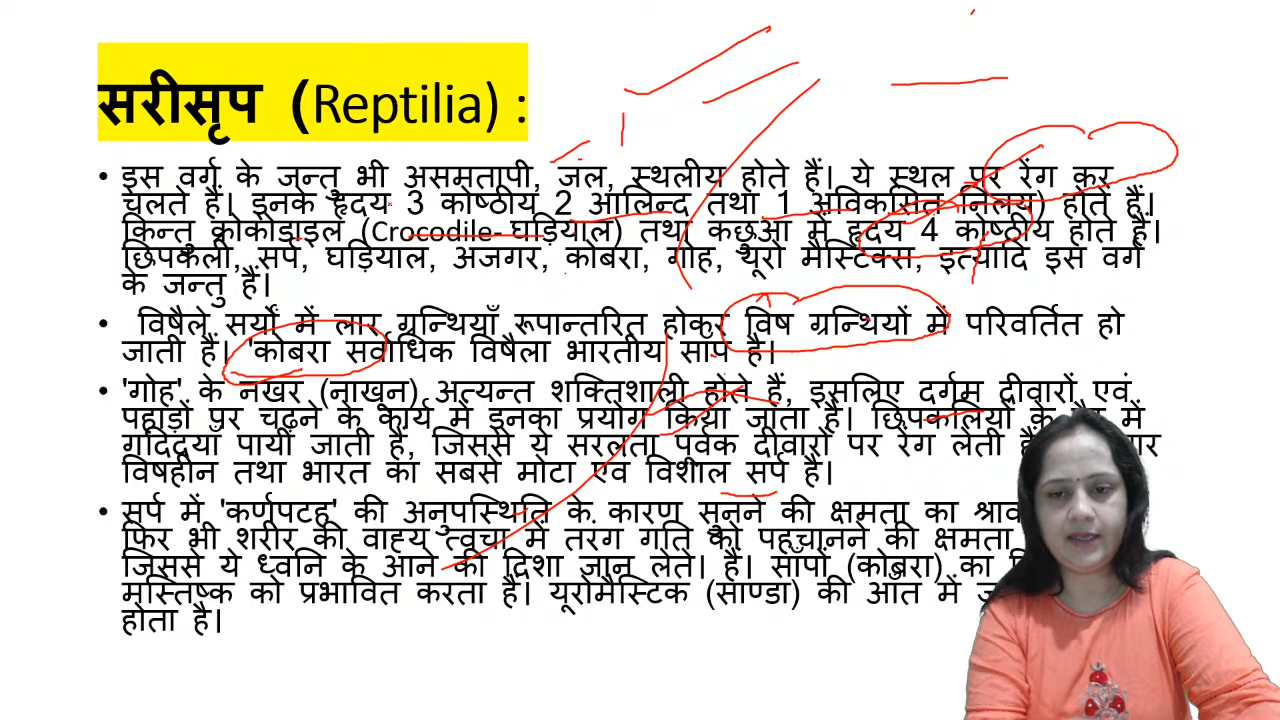 सरीसृप (Reptilia) :
• इस वर्ग के जन्तु भी असमतापी, जल, स्थलीय होते हैं। ये स्थल पर रेंग कर
चलते हैं। इनके हृदय 3 कोष्ठीय 2 आलिन्द तथा 1 अविकसित निलय) होते है।
किन्तु क्रोकोडाइल (Crocodile- घड़ियाल) तथा कछुआ में हृदय 4 कोष्ठीय होते हैं।
छिपकली, सर्प, घड़ियाल, अजगर, कोबरा, गोह, यूरो मैस्टिक्स, इत्यादि इस वर्ग
के जन्तु हैं।
• विषैले सर्यों में लार ग्रन्थियाँ रूपान्तरित होकर विष ग्रन्थियों में परिवर्तित हो
जाती हैं। 'कोबरा सर्वाधिक विषैला भारतीय साँप है।
• 'गोह' के नखर (नाखून) अत्यन्त शक्तिशाली होते हैं, इसलिए दुर्गम दीवारों एवं
पहाड़ों पर चढ़ने के कार्य में इनका प्रयोग किया जाता है। छिपकलियों के पैर में
गददिया पायी जाती हैं, जिससे ये सरलता पूर्वक दीवारों पर रेंग लेती
विषहीन तथा भारत का सबसे मोटा एवं विशाल सर्प है।
• सर्प में 'कर्णपटह' की अनुपस्थिति के कारण सुनने की क्षमता का
फिर भी शरीर की वाह्य त्वचा में तरंग गति को पहचानने की क्षमता
जिससे ये ध्वनि के आने की दिशा जान लेते। हैं। साँपों (कोब्रा) का
मस्तिष्क को प्रभावित करता है। यूरोमैस्टिक (साण्डा) की आँत में
होता है।